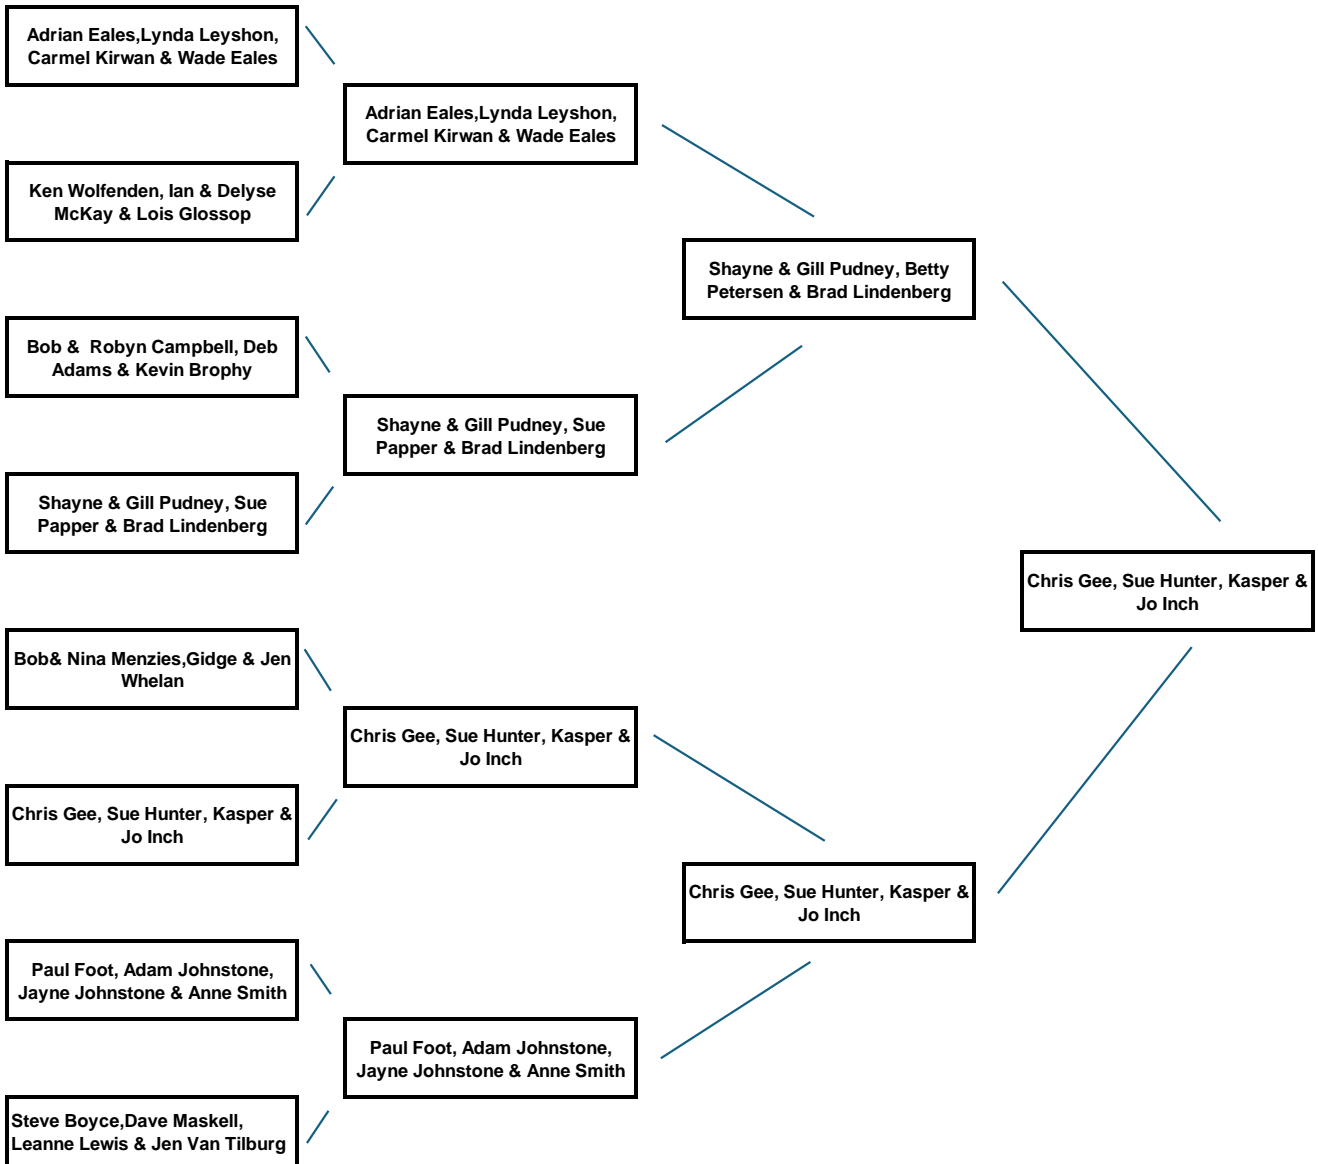 Adrian Eales,Lynda Leyshon,
Carmel Kirwan & Wade Eales
Ken Wolfenden, Ian & Delyse
McKay & Lois Glossop
Bob &  Robyn Campbell, Deb
Adams & Kevin Brophy
Shayne & Gill Pudney, Sue
Papper & Brad Lindenberg
Bob& Nina Menzies,Gidge & Jen
Whelan
Chris Gee, Sue Hunter, Kasper &
Jo Inch
Paul Foot, Adam Johnstone,
Jayne Johnstone & Anne Smith
Steve Boyce,Dave Maskell,
Leanne Lewis & Jen Van Tilburg
Adrian Eales,Lynda Leyshon,
Carmel Kirwan & Wade Eales
Shayne & Gill Pudney, Sue
Papper & Brad Lindenberg
Chris Gee, Sue Hunter, Kasper &
Jo Inch
Paul Foot, Adam Johnstone,
Jayne Johnstone & Anne Smith
Shayne & Gill Pudney, Betty
Petersen & Brad Lindenberg
Chris Gee, Sue Hunter, Kasper &
Jo Inch
Chris Gee, Sue Hunter, Kasper &
Jo Inch